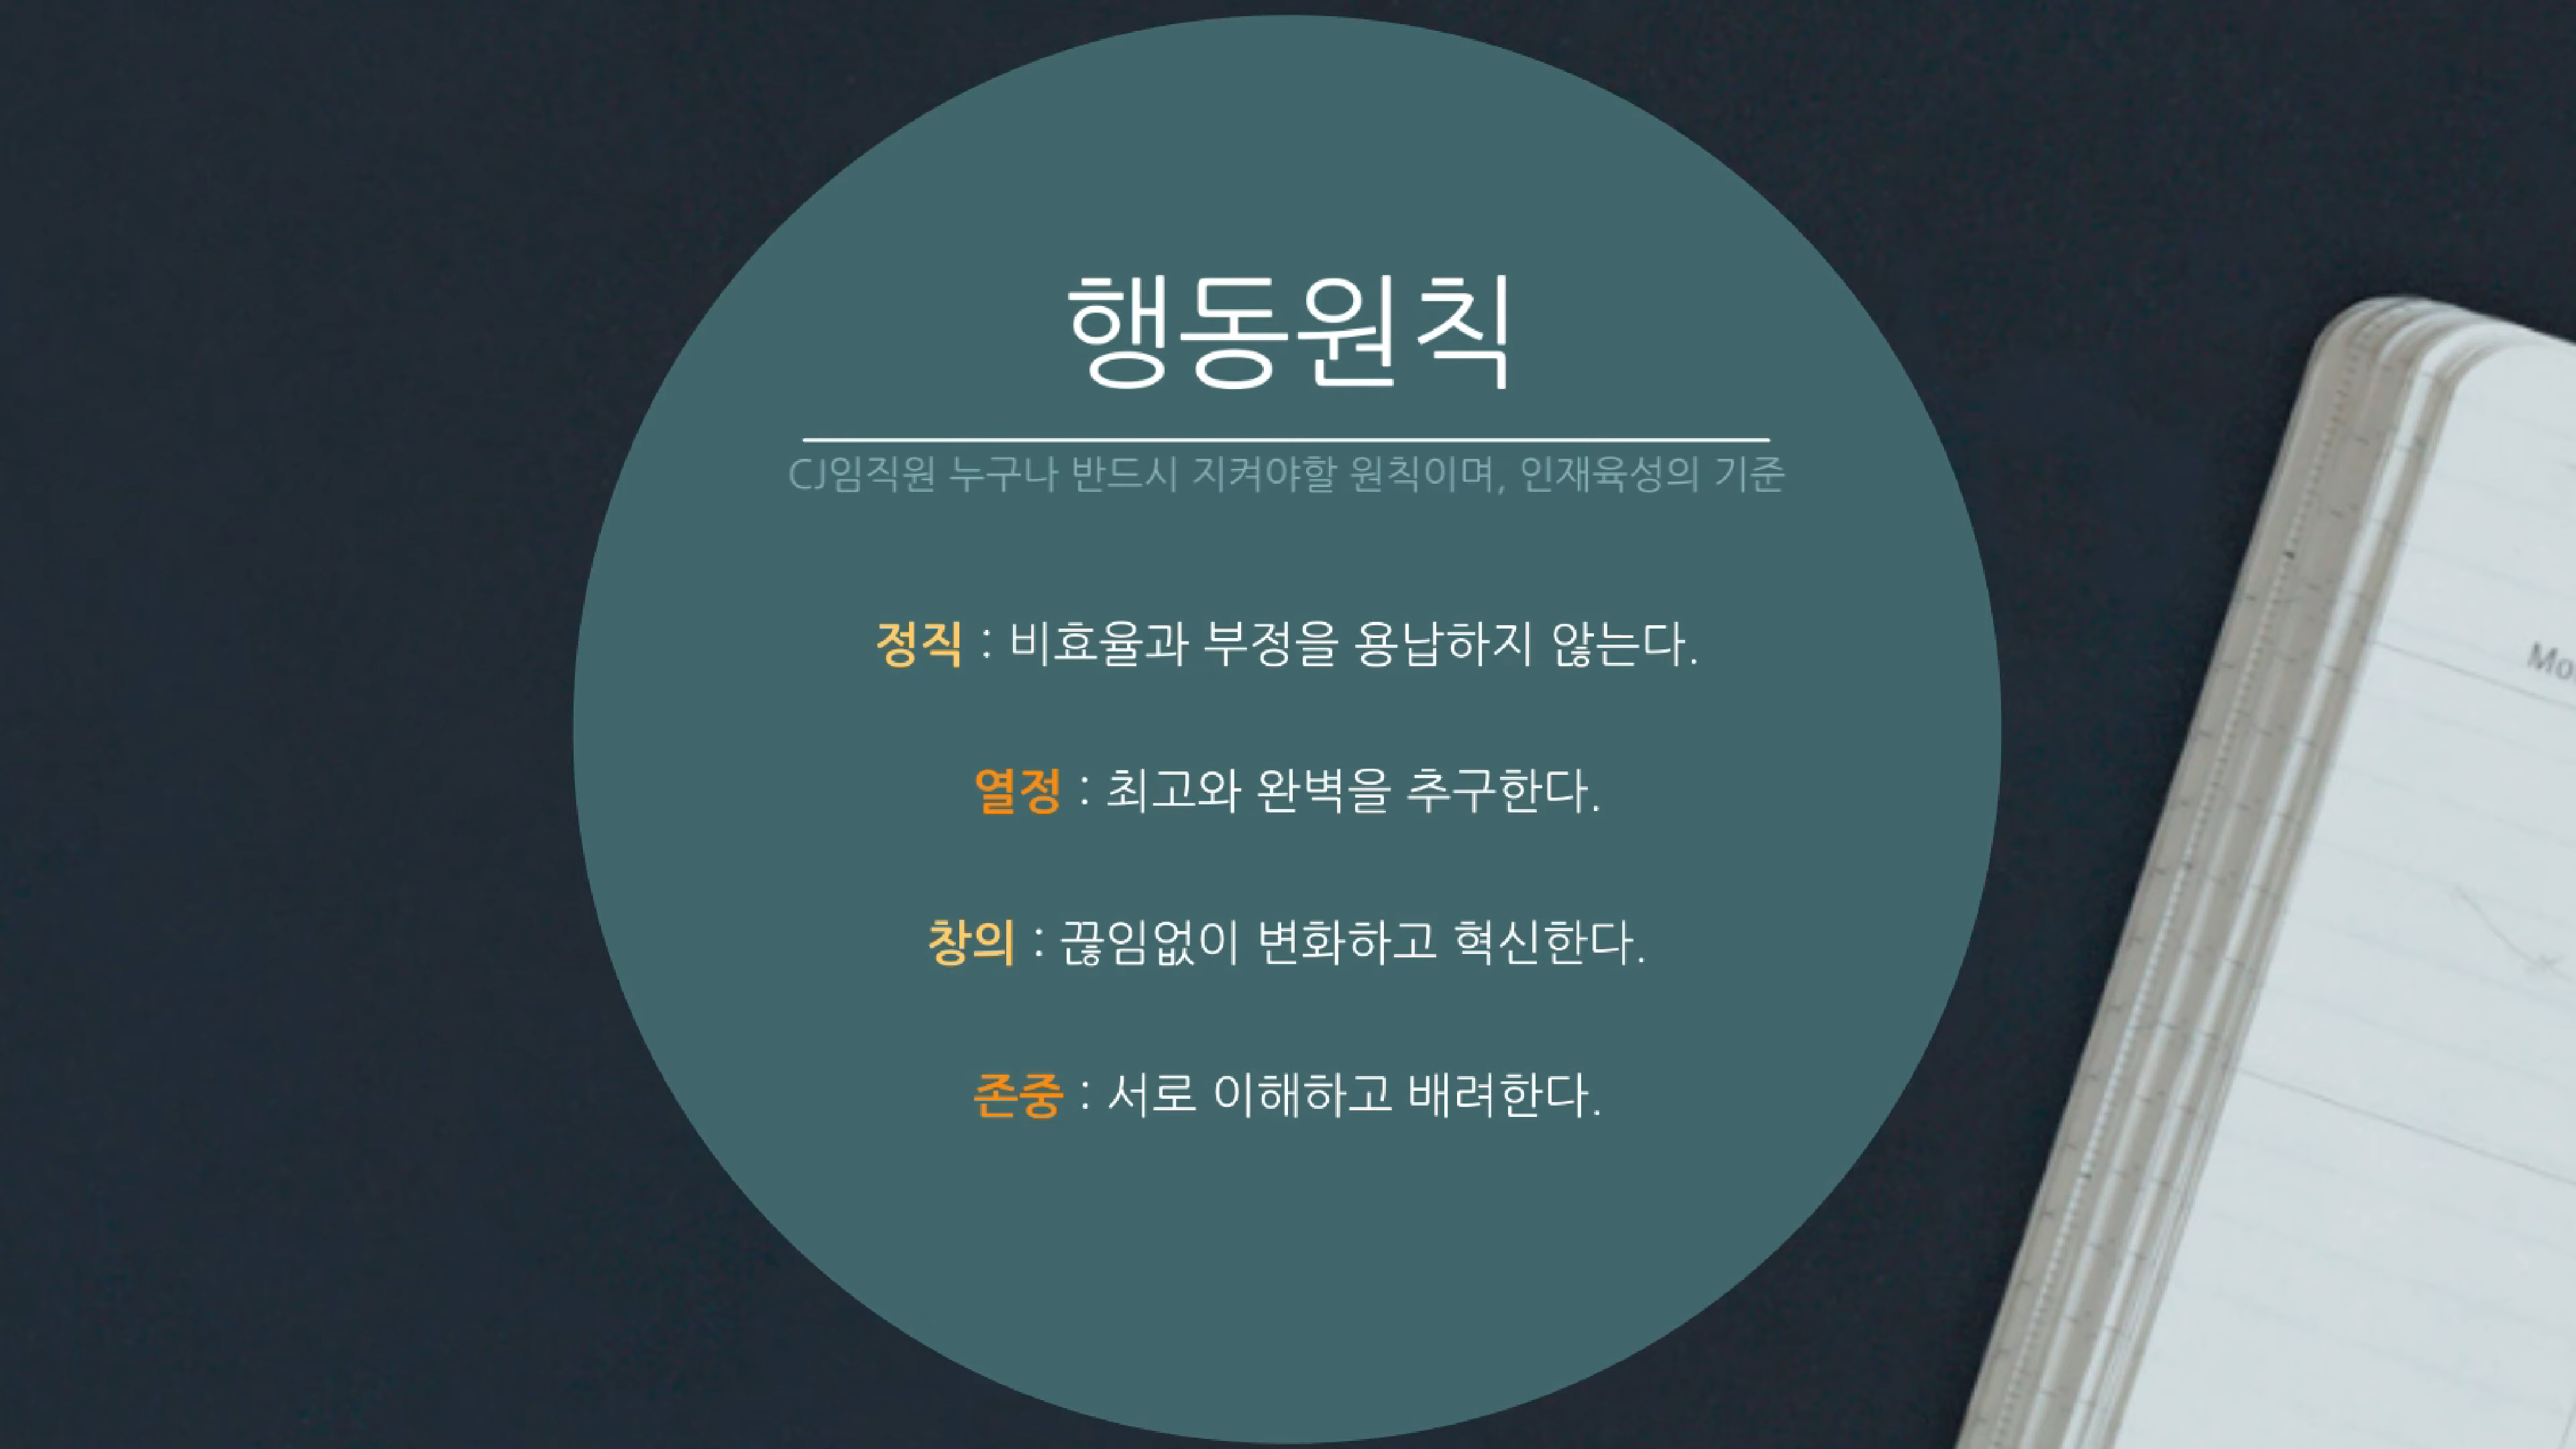 행동원칙
CJ임직원 누구나 반드시 지켜야할 원칙이며, 인재육성의 기준
정직 : 비효율과 부정을 용납하지 않는다.
열정 : 최고와 완벽을 추구한다.
창의 : 끊임없이 변화하고 혁신한다.
존중 : 서로 이해하고 배려한다.